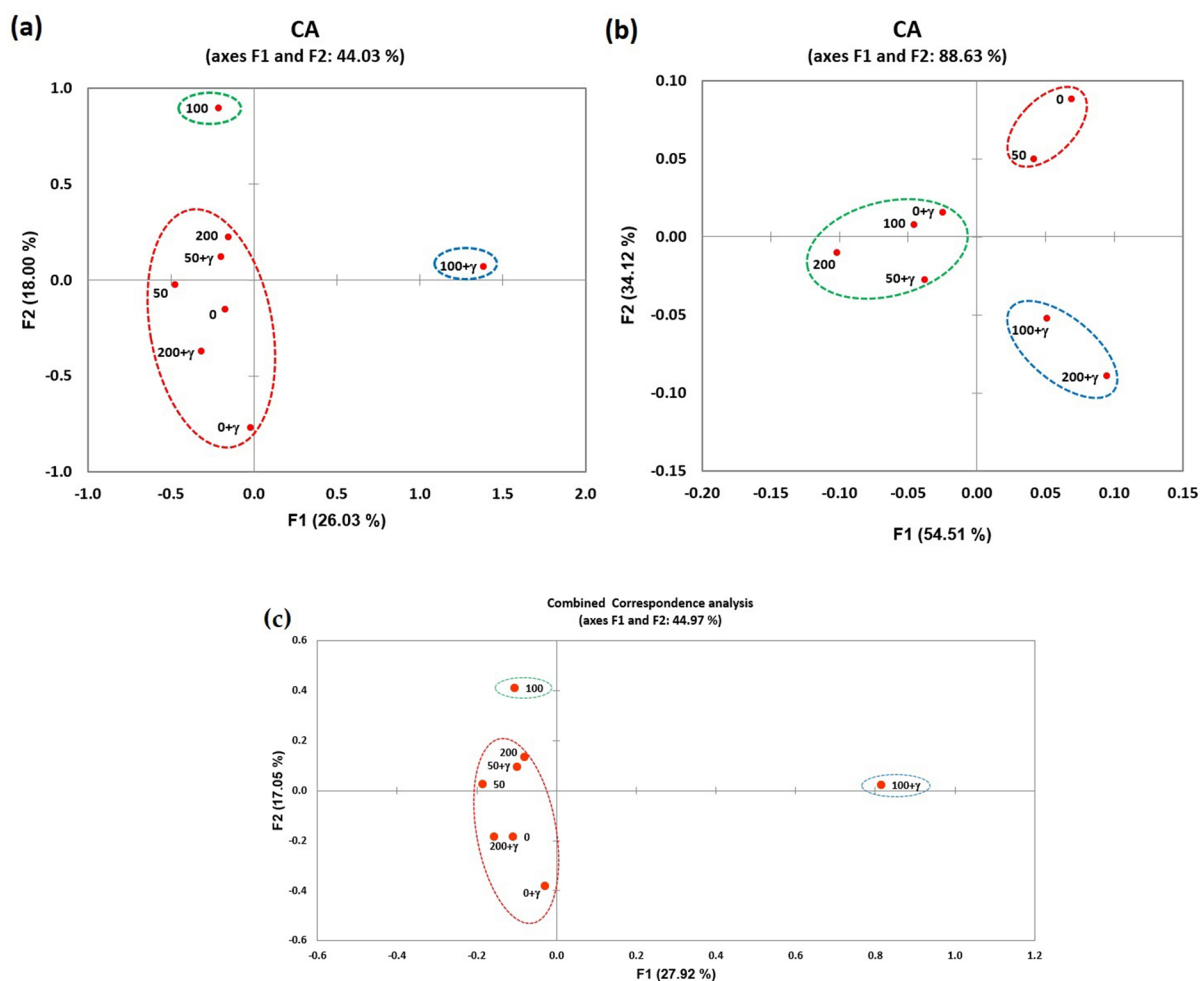 (a)
CA
(axes F1 and F2: 44.03 %)
1.0
0.5
0.0
-0.5
-1.0
F2 (18.00 %)
100
200
50+γ
50
0
200+γ
0+γ
100+γ
-1.0 -0.5 0.0 0.5 1.0 1.5 2.0
F1 (26.03 %)
(b)
CA
(axes F1 and F2: 88.63 %)
0.10
0.05
0.00
-0.05
-0.10
-0.15
F2 (34.12 %)
0
50
0+γ
100
200
50+γ
100+γ
200+γ
-0.20 -0.15 -0.10 -0.05 0.00 0.05 0.10 0.15
F1 (54.51 %)
(c)
Combined Correspondence analysis
(axes F1 and F2: 44.97 %)
0.6
0.4
0.2
0.0
-0.2
-0.4
-0.6
F2 (17.05 %)
100
200
50+γ
50
0
200+γ
0+γ
100+γ
-0.6 -0.4 -0.2 0.0 0.2 0.4 0.6 0.8 1.0 1.2
F1 (27.92 %)